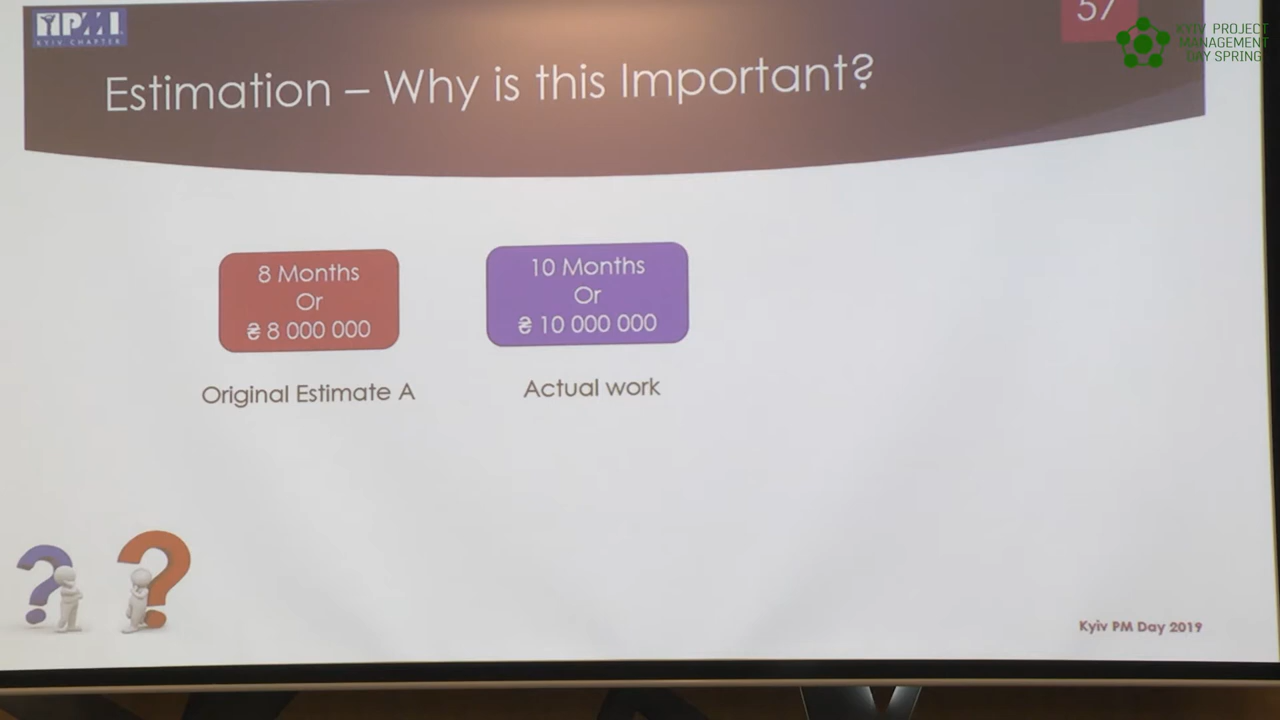 PMI
KYIV CHAPTER
57
KYIV PROJECT
MANAGEMENT
DAY SPRING
Estimation – Why is this Important?
8 Months
Or
₴ 8 000 000
10 Months
Or
₴ 10 000 000
Original Estimate A
Actual work
Kyiv PM Day 2019